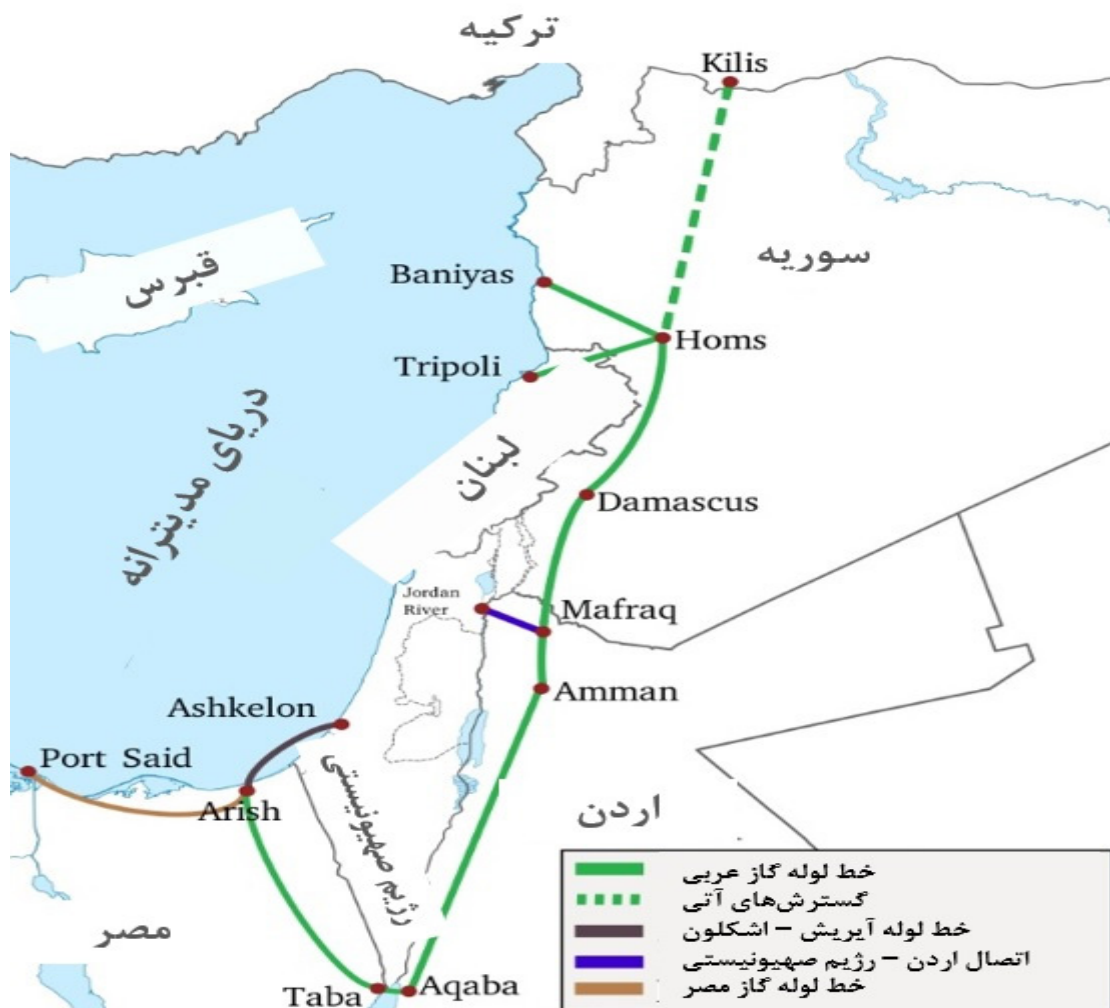 ترکیه
Kilis
سوریه
قبرس
Baniyas
Homs
Tripoli
دریای مدیترانه
لبنان
Damascus
Jordan
River
Mafraq
Amman
Ashkelon
Port Said
Arish
رژیم صهیونیستی
اردن
مصر
Taba
Aqaba
خط لوله گاز عربی
گسترش‌های آتی
خط لوله آیریش – اشکلون
اتصال اردن – رژیم صهیونیستی
خط لوله گاز مصر